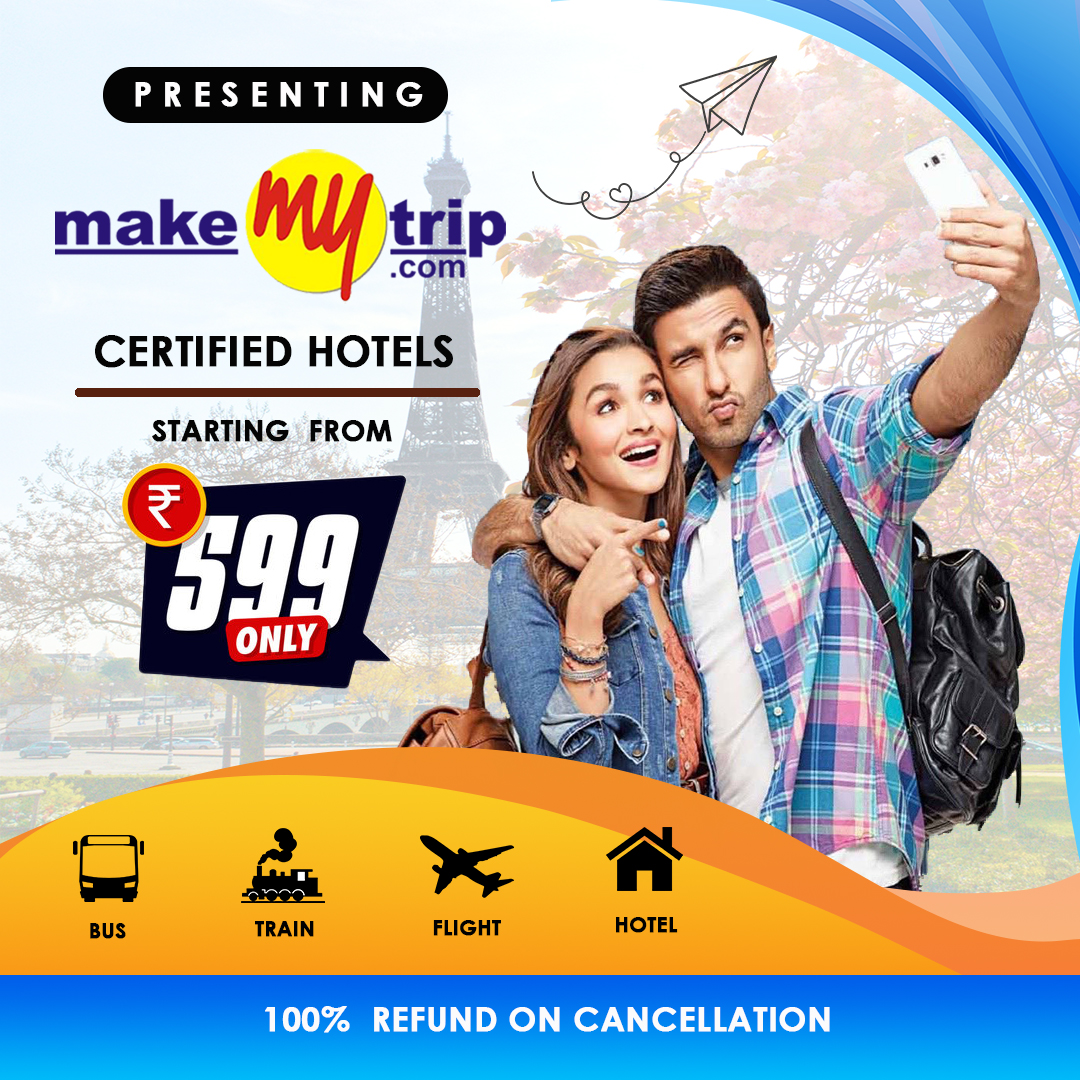 PRESENTING
make my trip
.com
CERTIFIED HOTELS
STARTING FROM
₹ 599
ONLY
BUS TRAIN FLIGHT HOTEL
100% REFUND ON CANCELLATION